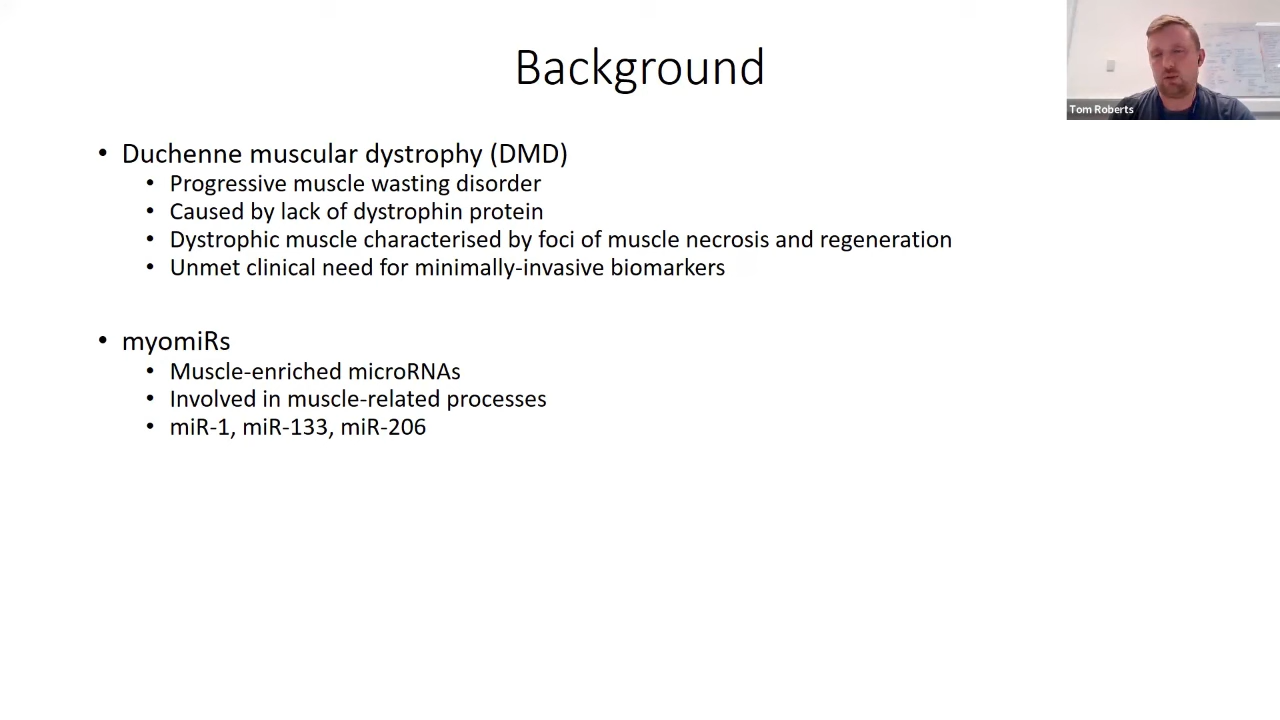 Background
Tom Roberts
• Duchenne muscular dystrophy (DMD)
• Progressive muscle wasting disorder
• Caused by lack of dystrophin protein
• Dystrophic muscle characterised by foci of muscle necrosis and regeneration
• Unmet clinical need for minimally-invasive biomarkers
• myomiRs
• Muscle-enriched microRNAs
• Involved in muscle-related processes
• miR-1, miR-133, miR-206